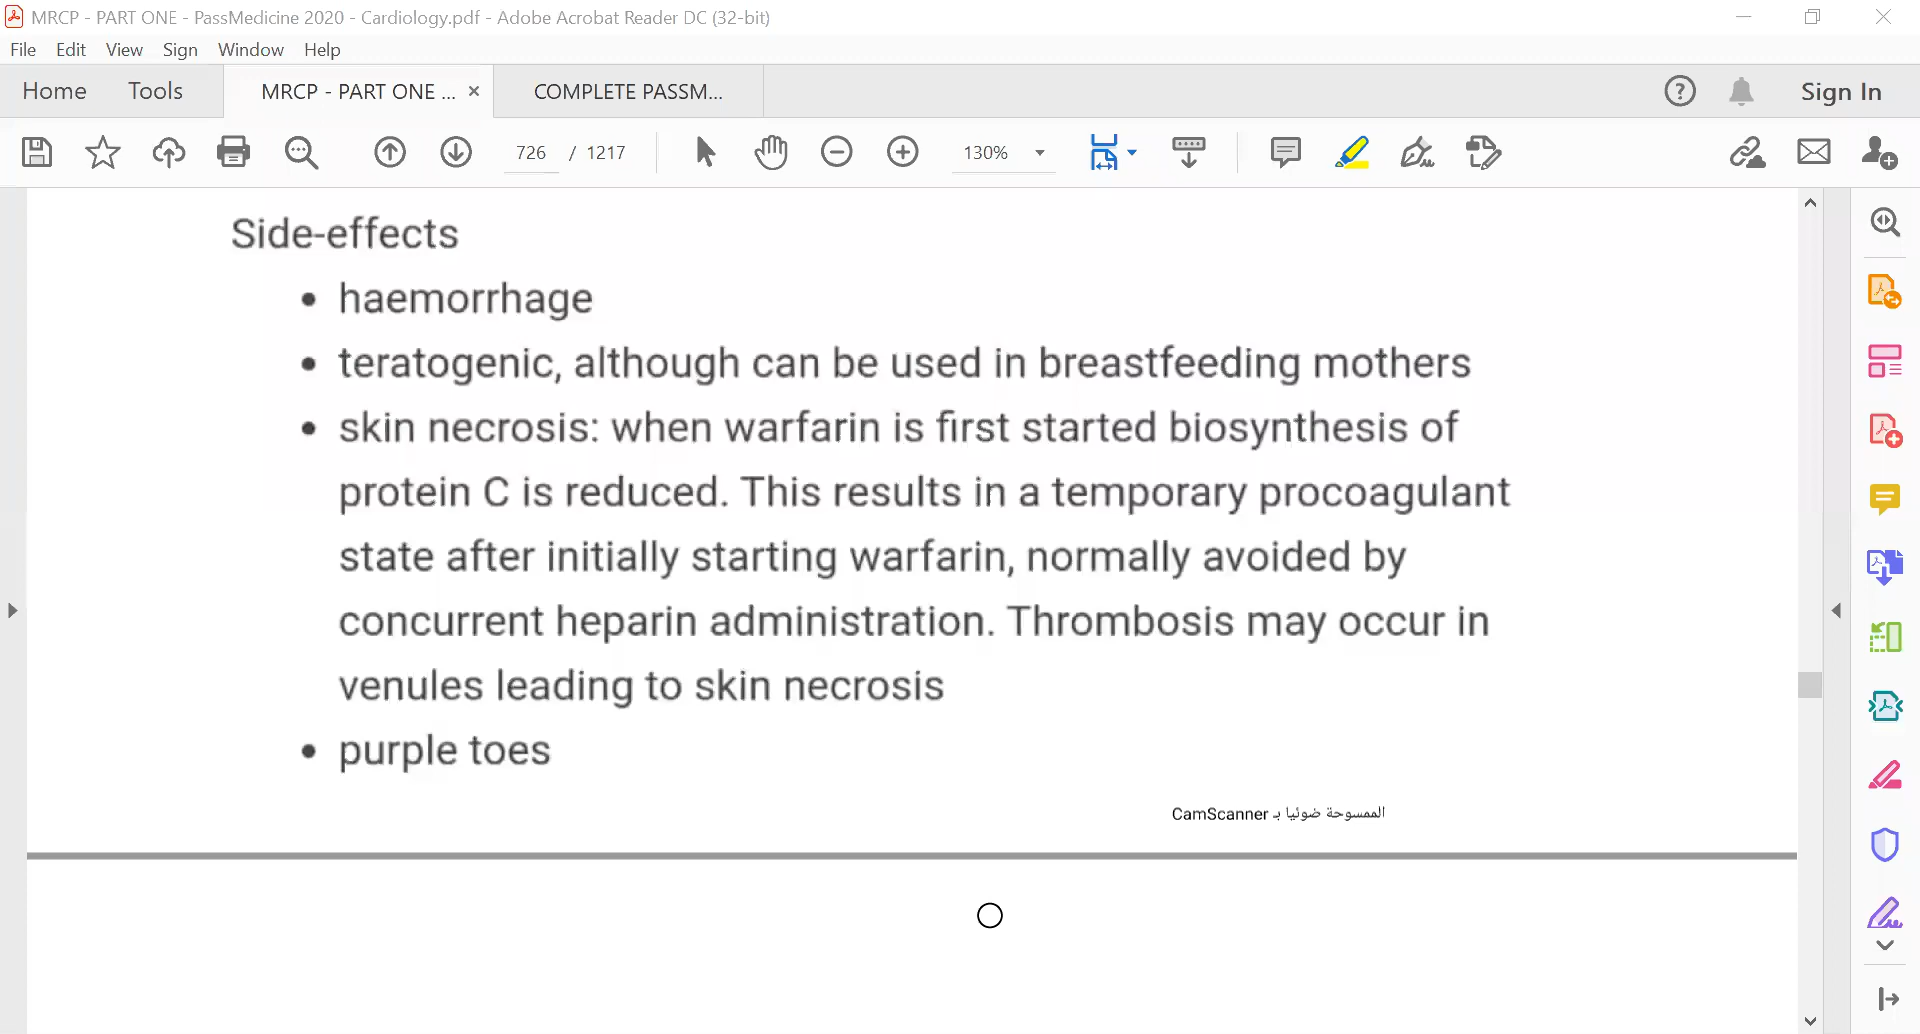 MRCP - PART ONE - PassMedicine 2020 - Cardiology.pdf - Adobe Acrobat Reader DC (32-bit)
File Edit View Sign Window Help
Home Tools MRCP - PART ONE ... × COMPLETE PASSM... Sign In
726 / 1217 130%
Side-effects
• haemorrhage
• teratogenic, although can be used in breastfeeding mothers
• skin necrosis: when warfarin is first started biosynthesis of
protein C is reduced. This results in a temporary procoagulant
state after initially starting warfarin, normally avoided by
concurrent heparin administration. Thrombosis may occur in
venules leading to skin necrosis
• purple toes
الممسوحة ضوئيا بـ CamScanner